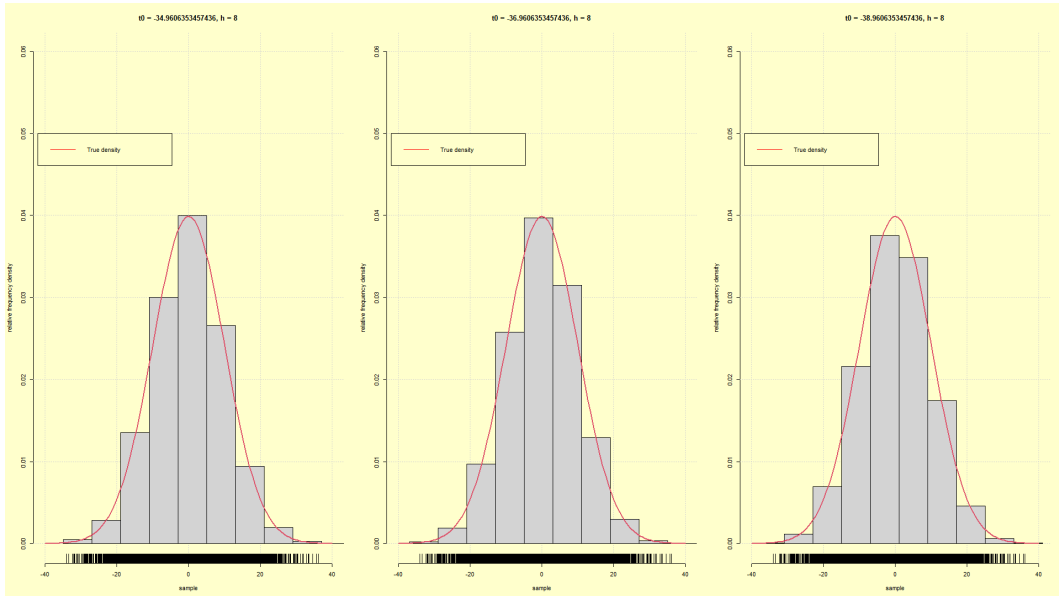 t0 = -34.9606353457436, h = 8
0.06
0.05
0.04
0.03
0.02
0.01
0.00
relative frequency density
True density
-40 -20 0 20 40
sample
t0 = -36.9606353457436, h = 8
0.06
0.05
0.04
0.03
0.02
0.01
0.00
relative frequency density
True density
-40 -20 0 20 40
sample
t0 = -38.9606353457436, h = 8
0.06
0.05
0.04
0.03
0.02
0.01
0.00
relative frequency density
True density
-40 -20 0 20 40
sample